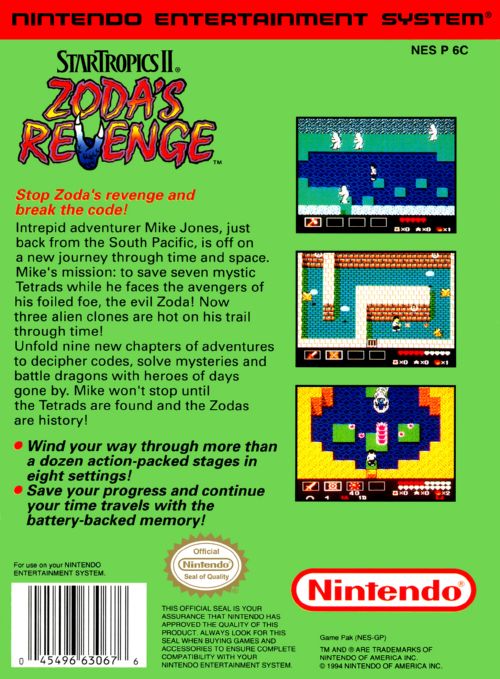 NINTENDO ENTERTAINMENT SYSTEM®
NES P 6C
STARTROPICS II®
ZODA'S
REVENGE™
Stop Zoda's revenge and
break the code!
Intrepid adventurer Mike Jones, just
back from the South Pacific, is off on
a new journey through time and space.
Mike's mission: to save seven mystic
Tetrads while he faces the avengers of
his foiled foe, the evil Zoda! Now
three alien clones are hot on his trail
through time!
Unfold nine new chapters of adventures
to decipher codes, solve mysteries and
battle dragons with heroes of days
gone by. Mike won't stop until
the Tetrads are found and the Zodas
are history!
• Wind your way through more than
a dozen action-packed stages in
eight settings!
• Save your progress and continue
your time travels with the
battery-backed memory!
For use on your NINTENDO
ENTERTAINMENT SYSTEM.
0 45496 63067 6
Official
Nintendo
Seal of Quality
THIS OFFICIAL SEAL IS YOUR
ASSURANCE THAT NINTENDO HAS
APPROVED THE QUALITY OF THIS
PRODUCT. ALWAYS LOOK FOR THIS
SEAL WHEN BUYING GAMES AND
ACCESSORIES TO ENSURE COMPLETE
COMPATIBILITY WITH YOUR
NINTENDO ENTERTAINMENT SYSTEM.
Nintendo®
Game Pak (NES-GP)
TM AND ® ARE TRADEMARKS OF
NINTENDO OF AMERICA INC.
© 1994 NINTENDO OF AMERICA INC.